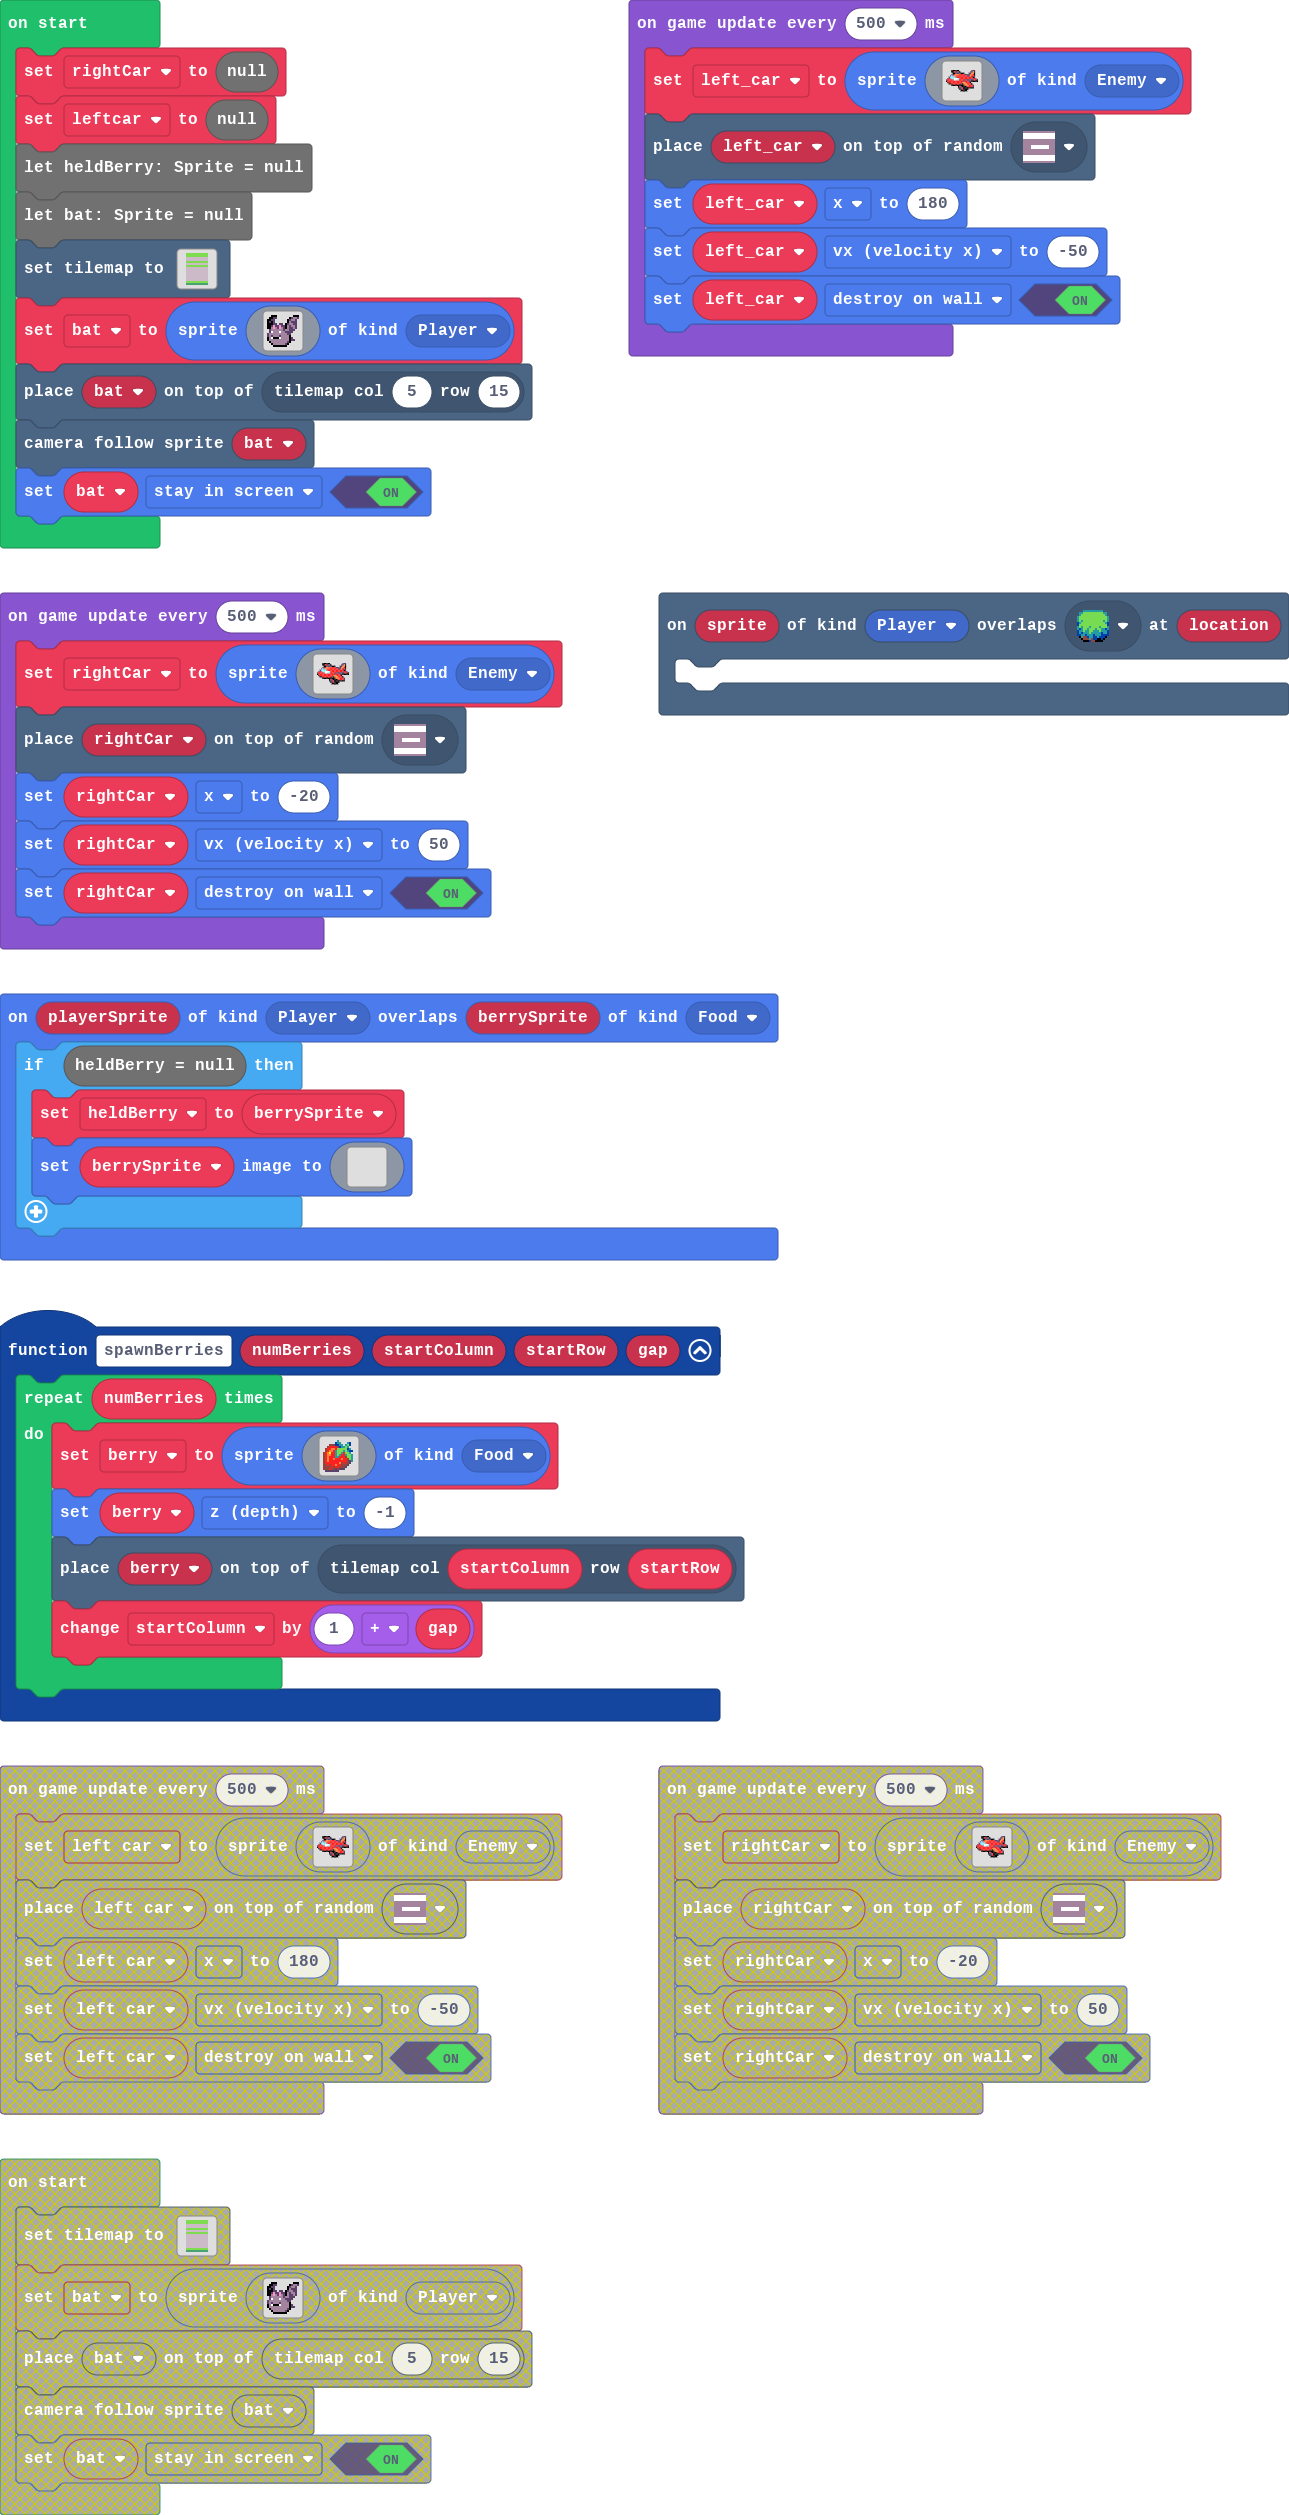 on start
set rightCar to null
set leftcar to null
let heldBerry: Sprite = null
let bat: Sprite = null
set tilemap to
set bat to sprite of kind Player
place bat on top of tilemap col 5 row 15
camera follow sprite bat
set bat stay in screen ON
on game update every 500 ms
set left_car to sprite of kind Enemy
place left_car on top of random
set left_car x to 180
set left_car vx (velocity x) to -50
set left_car destroy on wall ON
on game update every 500 ms
set rightCar to sprite of kind Enemy
place rightCar on top of random
set rightCar x to -20
set rightCar vx (velocity x) to 50
set rightCar destroy on wall ON
on sprite of kind Player overlaps at location
on playerSprite of kind Player overlaps berrySprite of kind Food
if heldBerry = null then
set heldBerry to berrySprite
set berrySprite image to
function spawnBerries numBerries startColumn startRow gap
repeat numBerries times
do
set berry to sprite of kind Food
set berry z (depth) to -1
place berry on top of tilemap col startColumn row startRow
change startColumn by 1 + gap
on game update every 500 ms
set left car to sprite of kind Enemy
place left car on top of random
set left car x to 180
set left car vx (velocity x) to -50
set left car destroy on wall ON
on game update every 500 ms
set rightCar to sprite of kind Enemy
place rightCar on top of random
set rightCar x to -20
set rightCar vx (velocity x) to 50
set rightCar destroy on wall ON
on start
set tilemap to
set bat to sprite of kind Player
place bat on top of tilemap col 5 row 15
camera follow sprite bat
set bat stay in screen ON